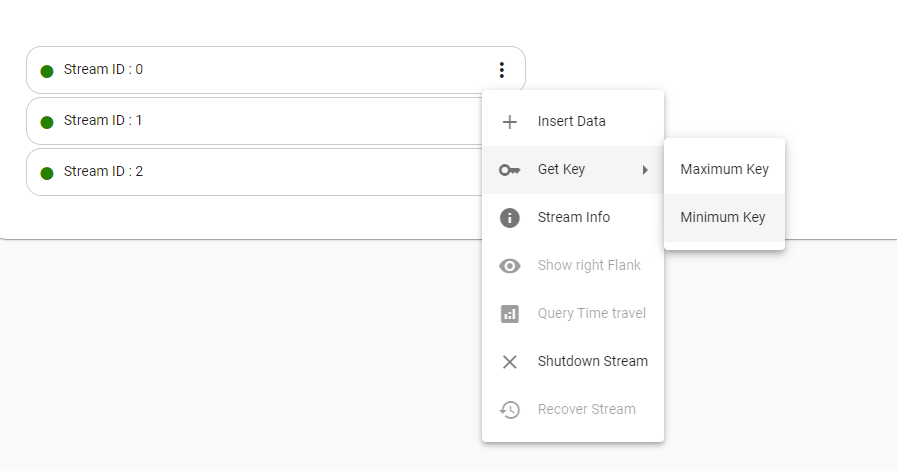 Stream ID : 0
Stream ID : 1
Stream ID : 2
Insert Data
Get Key
Stream Info
Show right Flank
Query Time travel
Shutdown Stream
Recover Stream
Maximum Key
Minimum Key